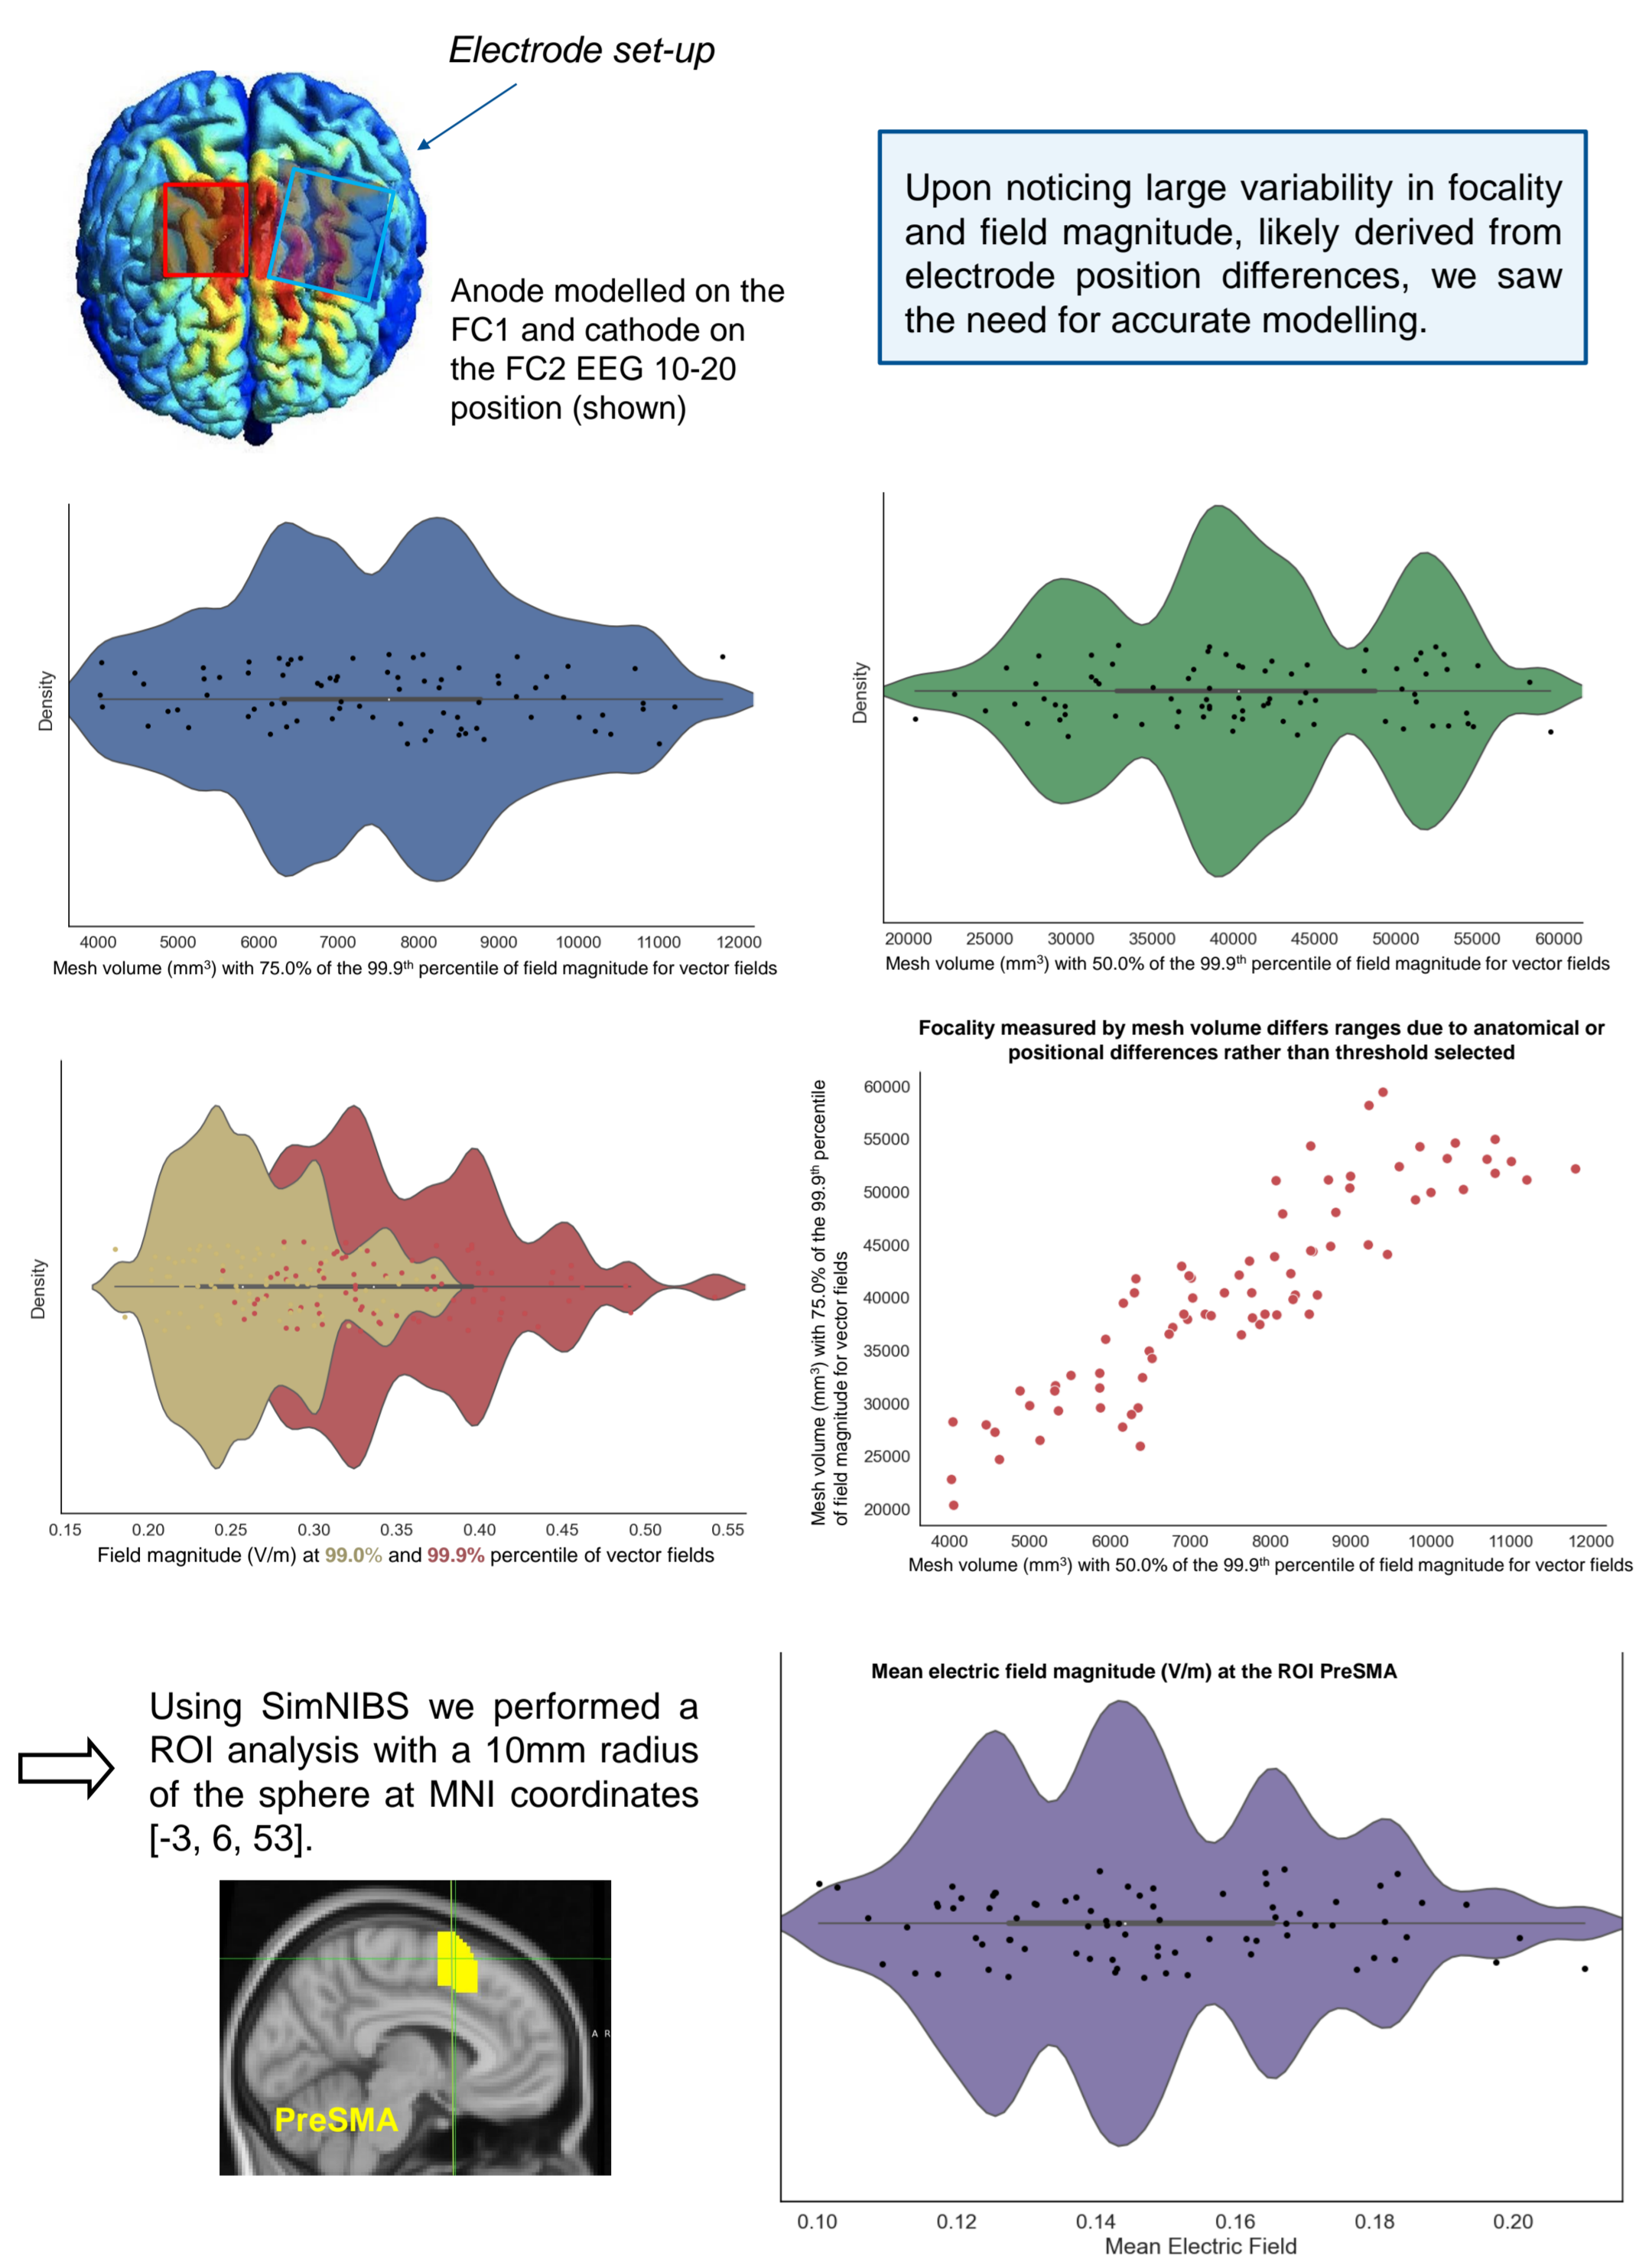 Electrode set-up
Anode modelled on the
FC1 and cathode on
the FC2 EEG 10-20
position (shown)
Upon noticing large variability in focality
and field magnitude, likely derived from
electrode position differences, we saw
the need for accurate modelling.
Density
4000 5000 6000 7000 8000 9000 10000 11000 12000
Mesh volume (mm³) with 75.0% of the 99.9th percentile of field magnitude for vector fields
Density
20000 25000 30000 35000 40000 45000 50000 55000 60000
Mesh volume (mm³) with 50.0% of the 99.9th percentile of field magnitude for vector fields
Density
0.15 0.20 0.25 0.30 0.35 0.40 0.45 0.50 0.55
Field magnitude (V/m) at 99.0% and 99.9% percentile of vector fields
Focality measured by mesh volume differs ranges due to anatomical or
positional differences rather than threshold selected
Mesh volume (mm³) with 75.0% of the 99.9th percentile
of field magnitude for vector fields
60000
55000
50000
45000
40000
35000
30000
25000
20000
4000 5000 6000 7000 8000 9000 10000 11000 12000
Mesh volume (mm³) with 50.0% of the 99.9th percentile of field magnitude for vector fields
Using SimNIBS we performed a
ROI analysis with a 10mm radius
of the sphere at MNI coordinates
[-3, 6, 53].
A R
PreSMA
Mean electric field magnitude (V/m) at the ROI PreSMA
0.10 0.12 0.14 0.16 0.18 0.20
Mean Electric Field